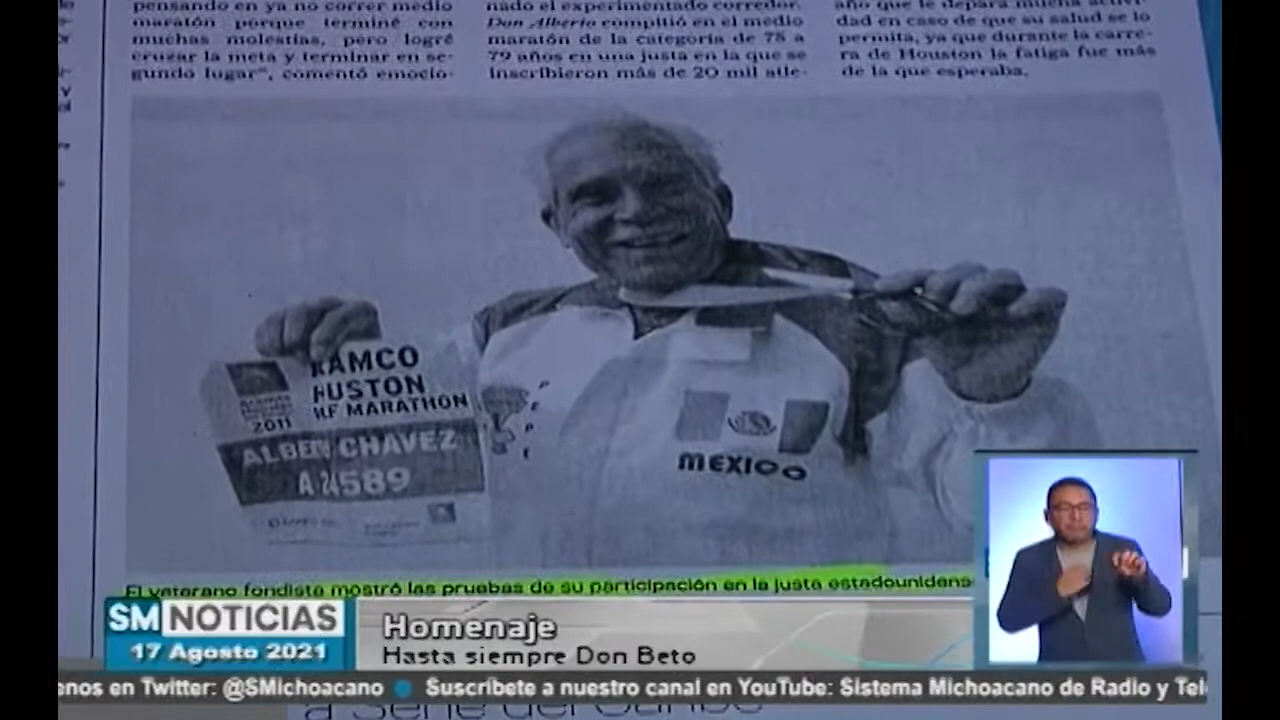 pensando en ya no correr medio
maratón porque terminé con
muchas molestias, pero logré
cruzar la meta y terminar en se-
gundo lugar", comentó emocio-
nado el experimentado corredor.
Don Alberto compitió en el medio
maratón de la categoría de 75 a
79 años en una justa en la que se
inscribieron más de 20 mil atle-
año que le depara mucha activi-
dad en caso de que su salud se lo
permita, ya que durante la carre-
ra de Houston la fatiga fue más
de la que esperaba.
RAMCO
HUSTON
HF MARATHON
2011
CHAVEZ
A 24589
MEXICO
El veterano fondista mostró las pruebas de su participación en la justa estadounidens
SM NOTICIAS
17 Agosto 2021
Homenaje
Hasta siempre Don Beto
enos en Twitter: @SMichoacano ● Suscríbete a nuestro canal en YouTube: Sistema Michoacano de Radio y Tel